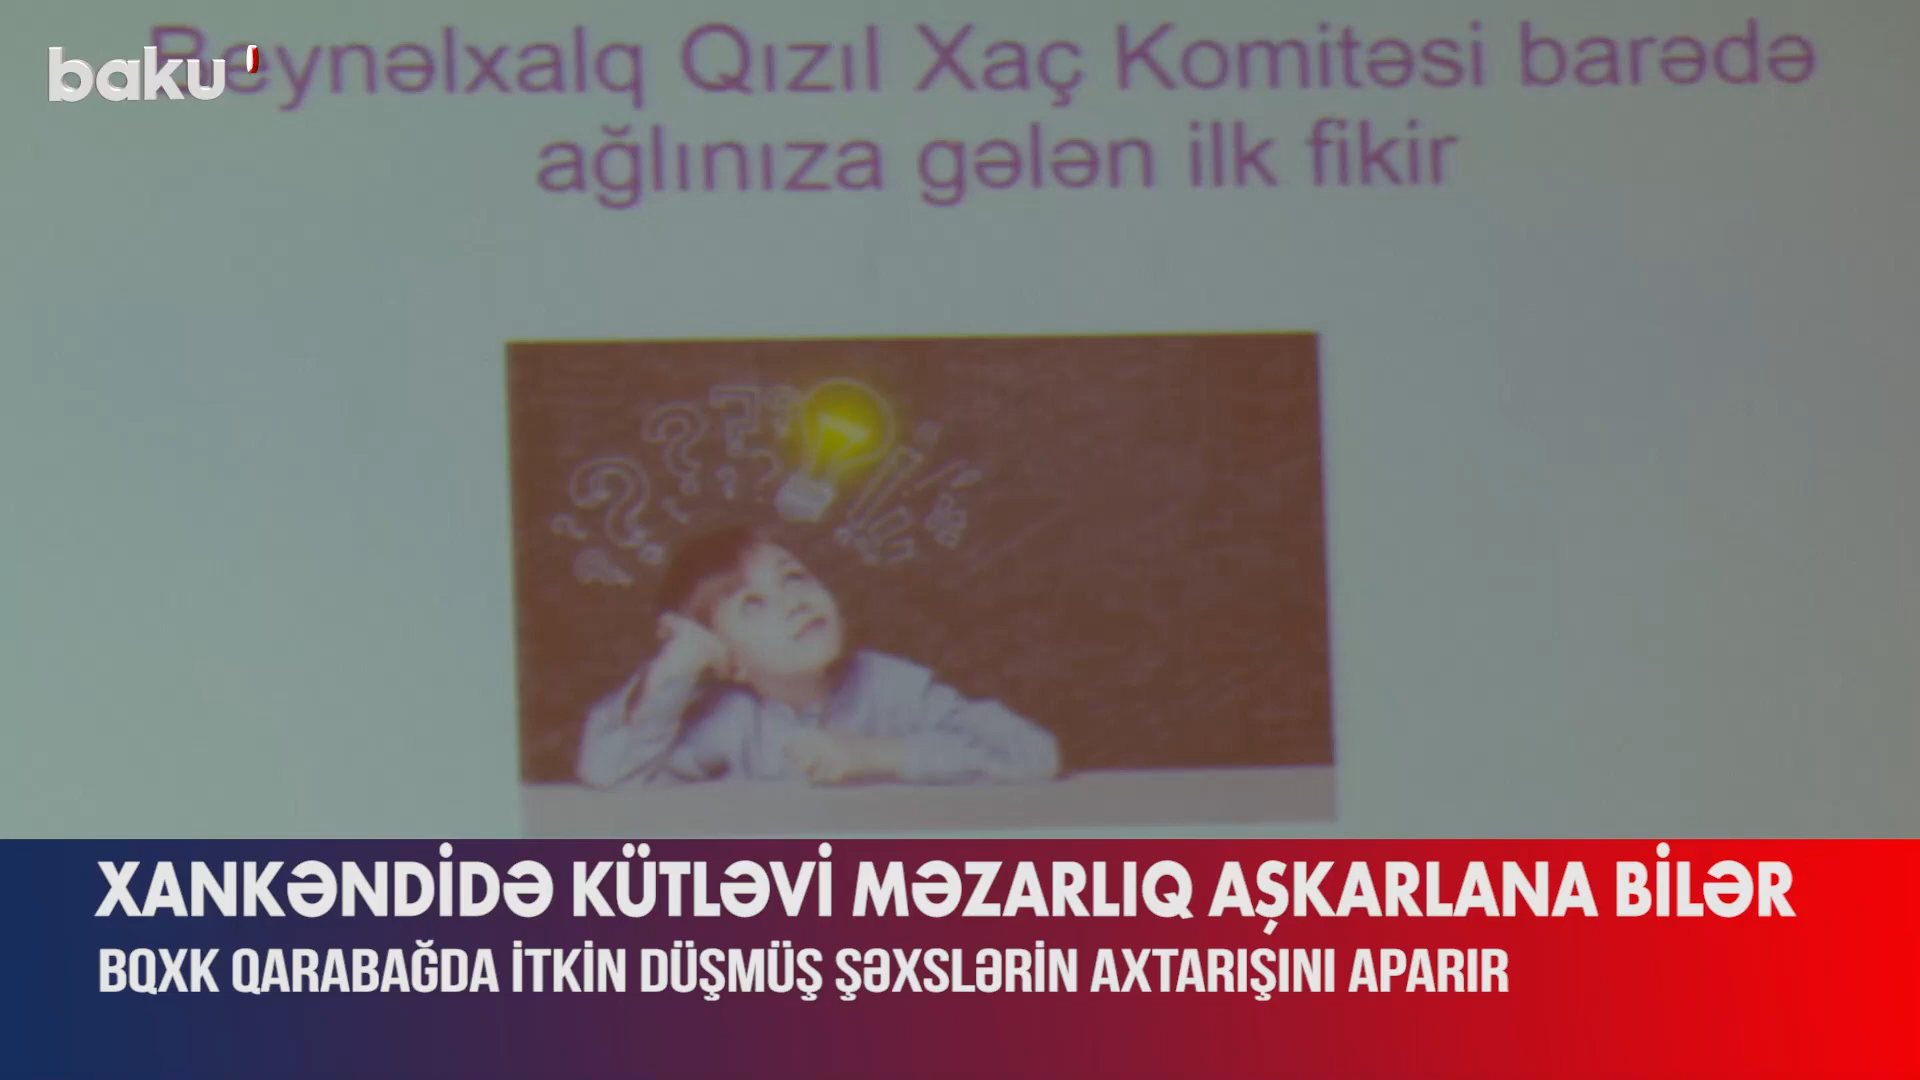 baku
Beynəlxalq Qızıl Xaç Komitəsi barədə
ağlınıza gələn ilk fikir
XANKƏNDİDƏ KÜTLƏVİ MƏZARLIQ AŞKARLANA BİLƏR
BQXK QARABAĞDA İTKİN DÜŞMÜŞ ŞƏXSLƏRİN AXTARIŞINI APARIR